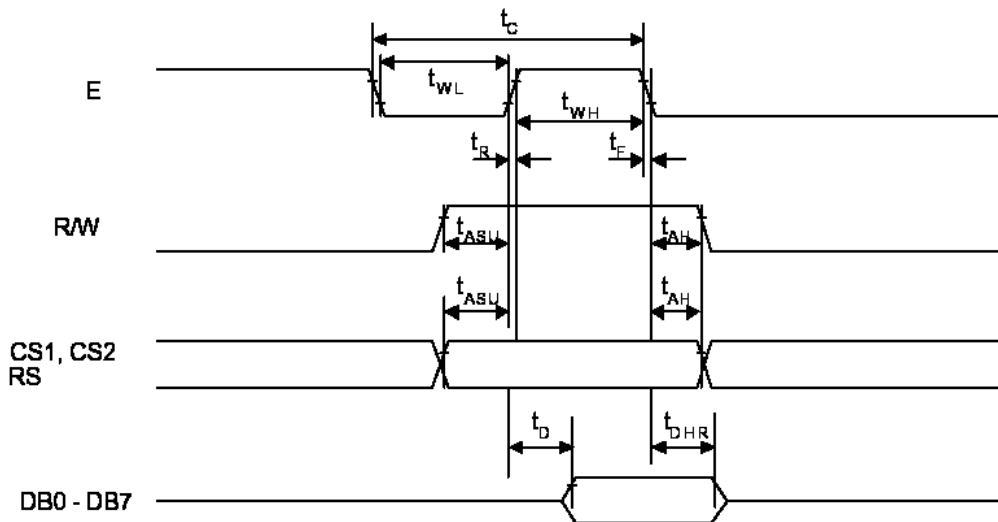 tC
E
tWL
tWH
tR
tF
R/W
tASU
tAH
tASU
tAH
CS1, CS2
RS
tD
tDHR
DB0 - DB7